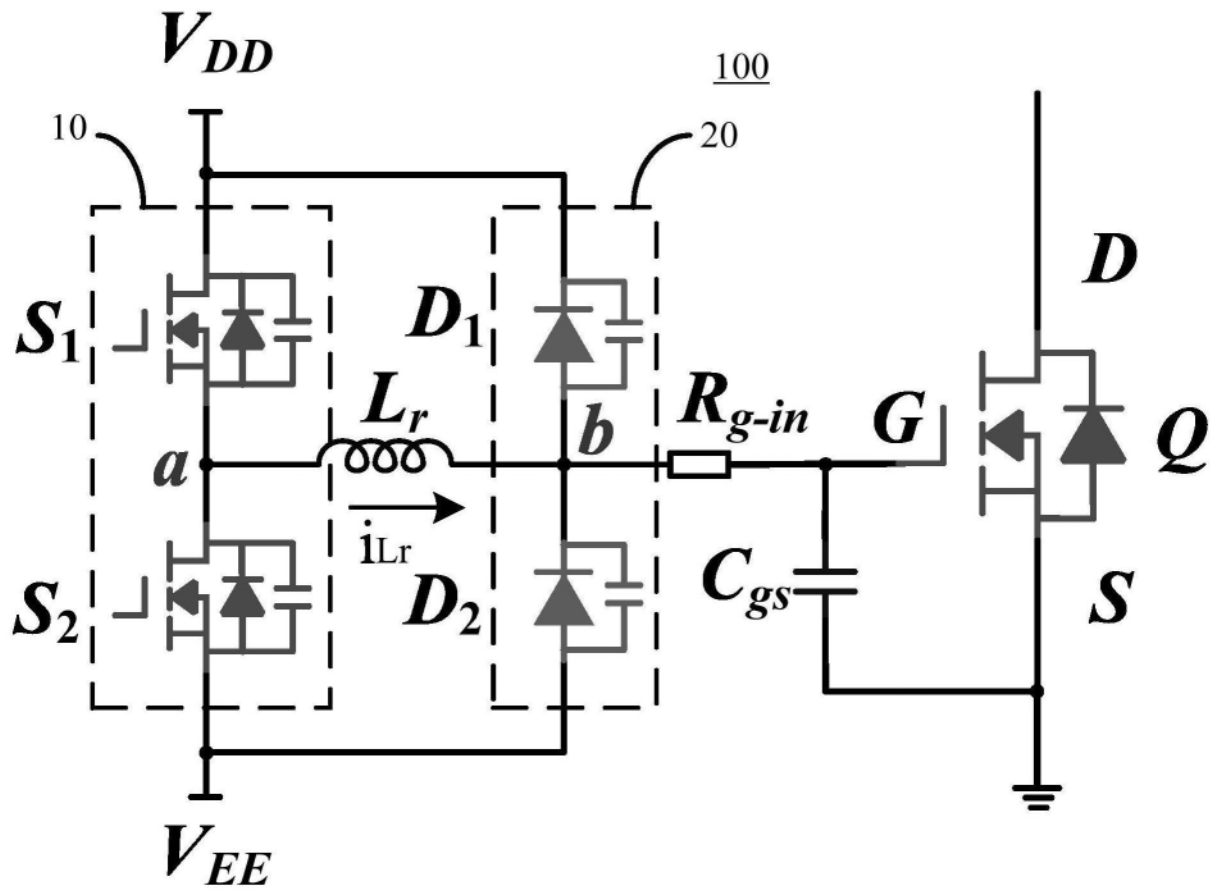 V_DD
100
10
20
D
S_1
D_1
L_r
b
R_g-in
G
Q
a
i_Lr
S_2
D_2
C_gs
S
V_EE